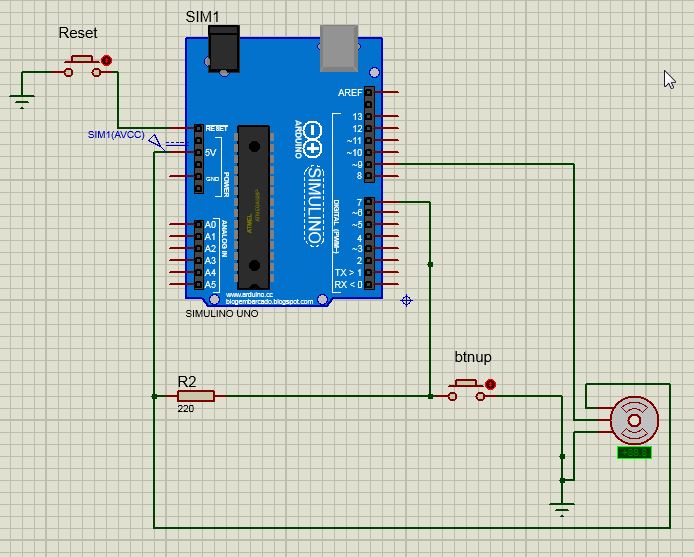 SIM1
Reset
AREF
13
12
~11
~10
~9
8
RESET
5V
GND
POWER
SIM1(AVCC)
ARDUINO
SIMULINO
ATMEL
7
~6
~5
4
~3
2
TX > 1
RX < 0
DIGITAL (PWM~)
A0
A1
A2
A3
A4
A5
ANALOG IN
www.arduino.cc
blogembarcado.blogspot.com
SIMULINO UNO
btnup
R2
220